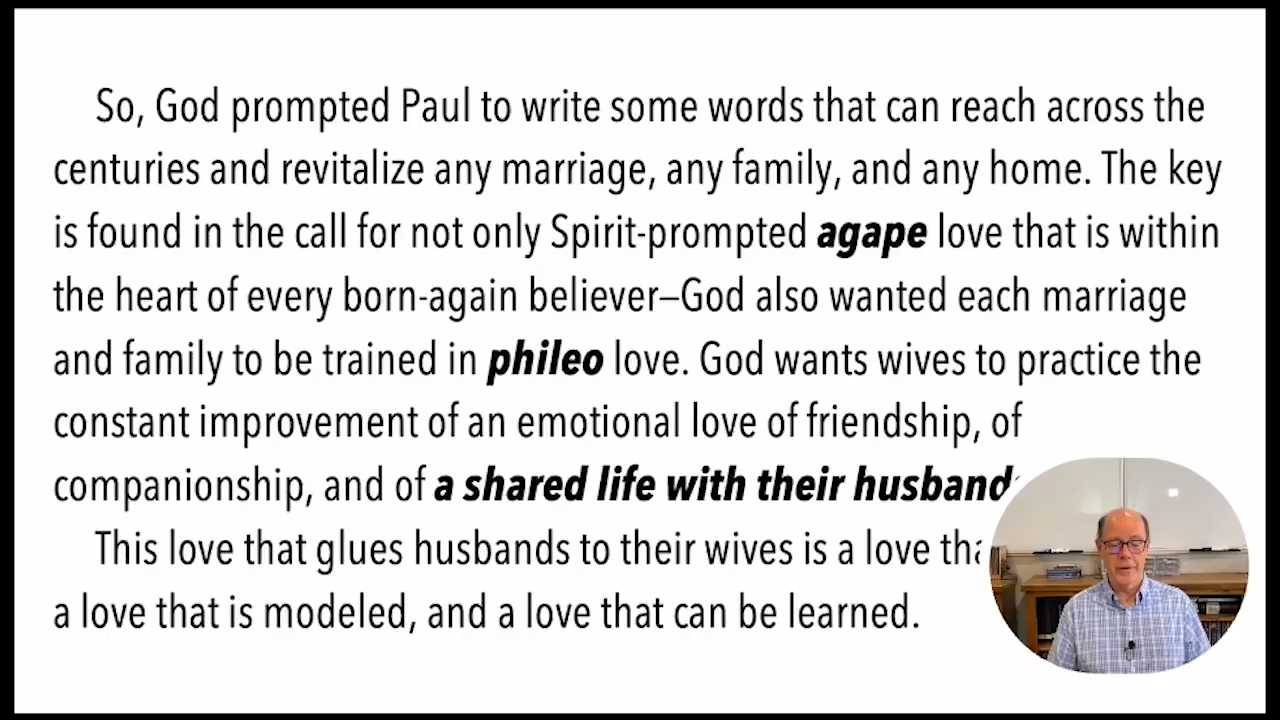 So, God prompted Paul to write some words that can reach across the
centuries and revitalize any marriage, any family, and any home. The key
is found in the call for not only Spirit-prompted agape love that is within
the heart of every born-again believer—God also wanted each marriage
and family to be trained in phileo love. God wants wives to practice the
constant improvement of an emotional love of friendship, of
companionship, and of a shared life with their
This love that glues husbands to their wives is a love
a love that is modeled, and a love that can be learned.